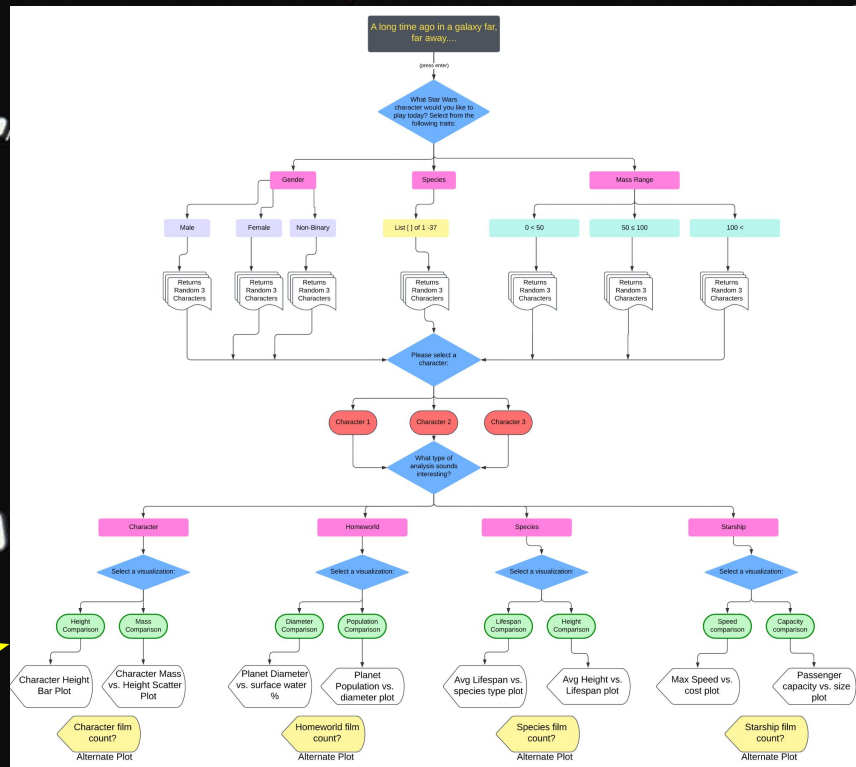 A long time ago in a galaxy far,
far away....
(press enter)
What Star Wars
character would you like to
play today? Select from the
following traits:
Gender
Species
Mass Range
Male
Female
Non-Binary
List [ ] of 1 -37
0 < 50
50 ≤ 100
100 <
Returns
Random 3
Characters
Returns
Random 3
Characters
Returns
Random 3
Characters
Returns
Random 3
Characters
Returns
Random 3
Characters
Returns
Random 3
Characters
Returns
Random 3
Characters
Please select a
character:
Character 1
Character 2
Character 3
What type of
analysis sounds
interesting?
Character
Homeworld
Species
Starship
Select a visualization:
Select a visualization:
Select a visualization:
Select a visualization:
Height
Comparison
Mass
Comparison
Diameter
Comparison
Population
Comparison
Lifespan
Comparison
Height
Comparison
Speed
comparison
Capacity
comparison
Character Height
Bar Plot
Character Mass
vs. Height Scatter
Plot
Planet Diameter
vs. surface water
%
Planet
Population vs.
diameter plot
Avg Lifespan vs.
species type plot
Avg Height vs.
Lifespan plot
Max Speed vs.
cost plot
Passenger
capacity vs. size
plot
Character film
count?
Alternate Plot
Homeworld film
count?
Alternate Plot
Species film
count?
Alternate Plot
Starship film
count?
Alternate Plot